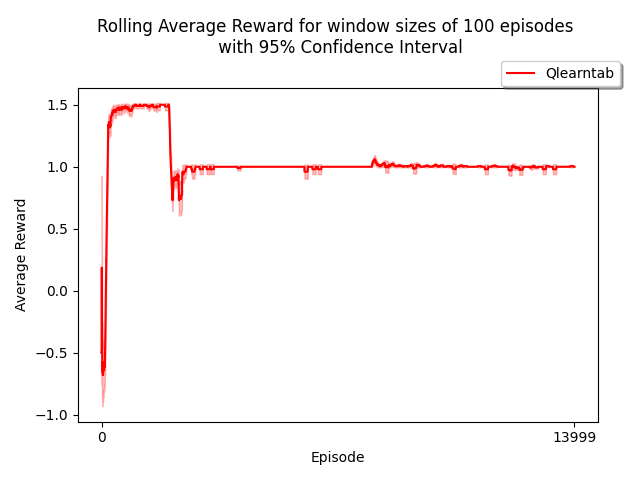 Rolling Average Reward for window sizes of 100 episodes
with 95% Confidence Interval
Qlearntab
1.5
1.0
0.5
0.0
−0.5
−1.0
Average Reward
0
13999
Episode